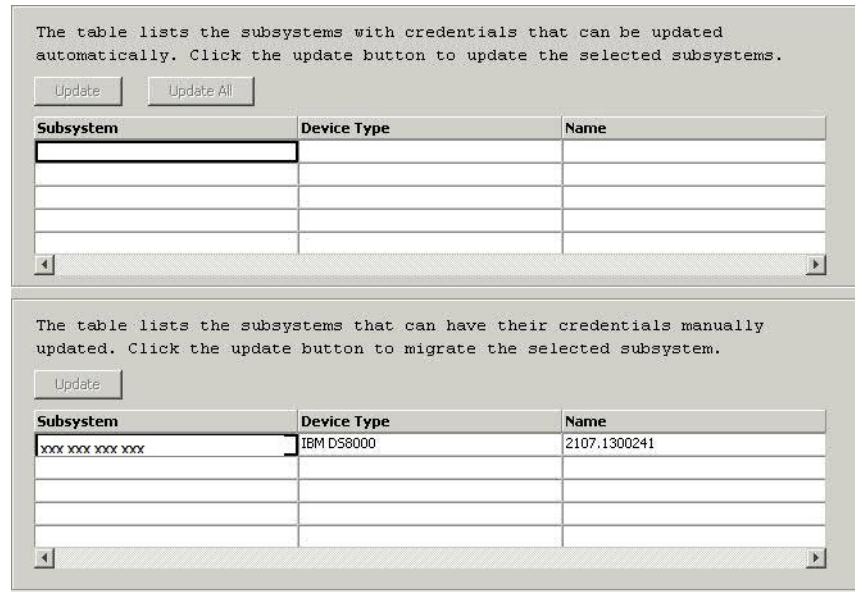 The table lists the subsystems with credentials that can be updated
automatically. Click the update button to update the selected subsystems.
Update Update All
Subsystem Device Type Name
The table lists the subsystems that can have their credentials manually
updated. Click the update button to migrate the selected subsystem.
Update
Subsystem Device Type Name
xxx xxx xxx xxx IBM DS8000 2107.1300241